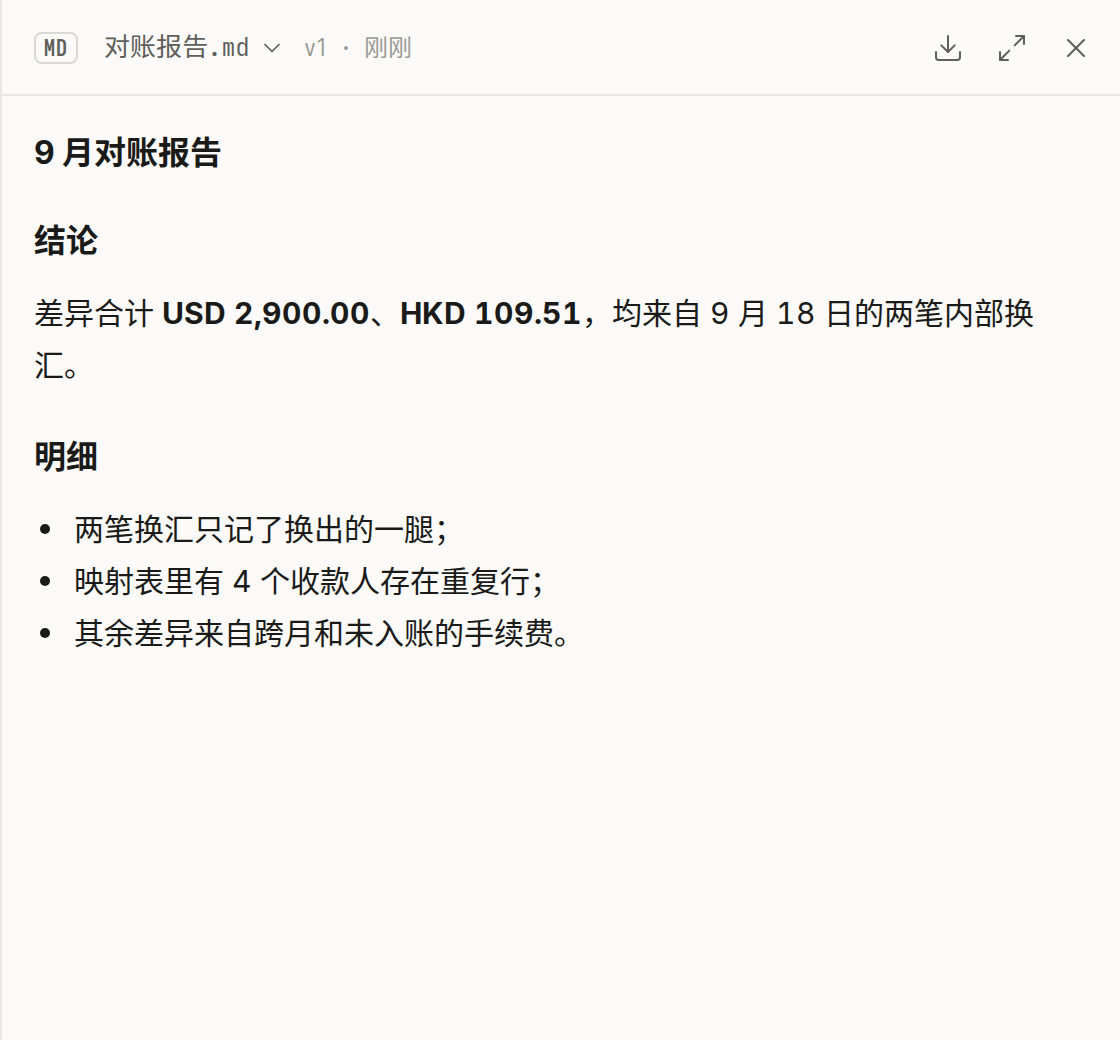 MD 对账报告.md v1 · 刚刚
9 月对账报告
结论
差异合计 USD 2,900.00、HKD 109.51，均来自 9 月 18 日的两笔内部换
汇。
明细
• 两笔换汇只记了换出的一腿；
• 映射表里有 4 个收款人存在重复行；
• 其余差异来自跨月和未入账的手续费。